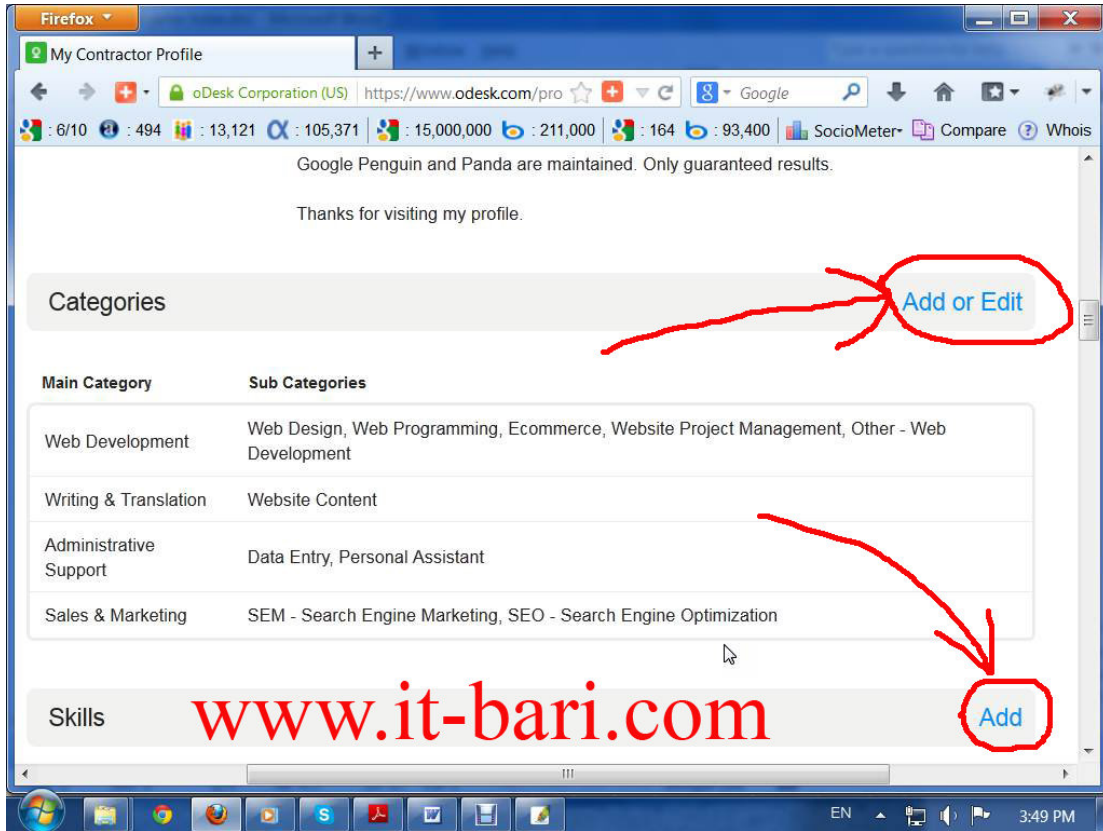 Firefox
My Contractor Profile
oDesk Corporation (US) https://www.odesk.com/pro Google
: 6/10 : 494 : 13,121 : 105,371 : 15,000,000 : 211,000 : 164 : 93,400 SocioMeter Compare Whois
Google Penguin and Panda are maintained. Only guaranteed results.
Thanks for visiting my profile.
Categories Add or Edit
Main Category Sub Categories
Web Development Web Design, Web Programming, Ecommerce, Website Project Management, Other - Web
Development
Writing & Translation Website Content
Administrative
Support Data Entry, Personal Assistant
Sales & Marketing SEM - Search Engine Marketing, SEO - Search Engine Optimization
Skills www.it-bari.com Add
EN 3:49 PM